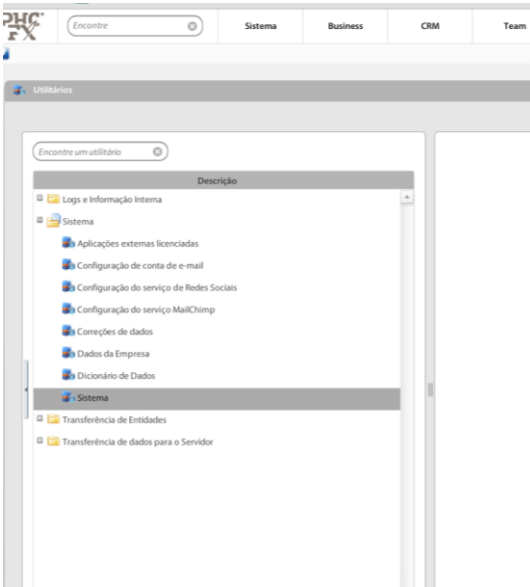 PHC FX
Encontre
Sistema
Business
CRM
Team
Utilitários
Encontre um utilitário
Descrição
Logs e Informação Interna
Sistema
Aplicações externas licenciadas
Configuração de conta de e-mail
Configuração do serviço de Redes Sociais
Configuração do serviço MailChimp
Correções de dados
Dados da Empresa
Dicionário de Dados
Sistema
Transferência de Entidades
Transferência de dados para o Servidor